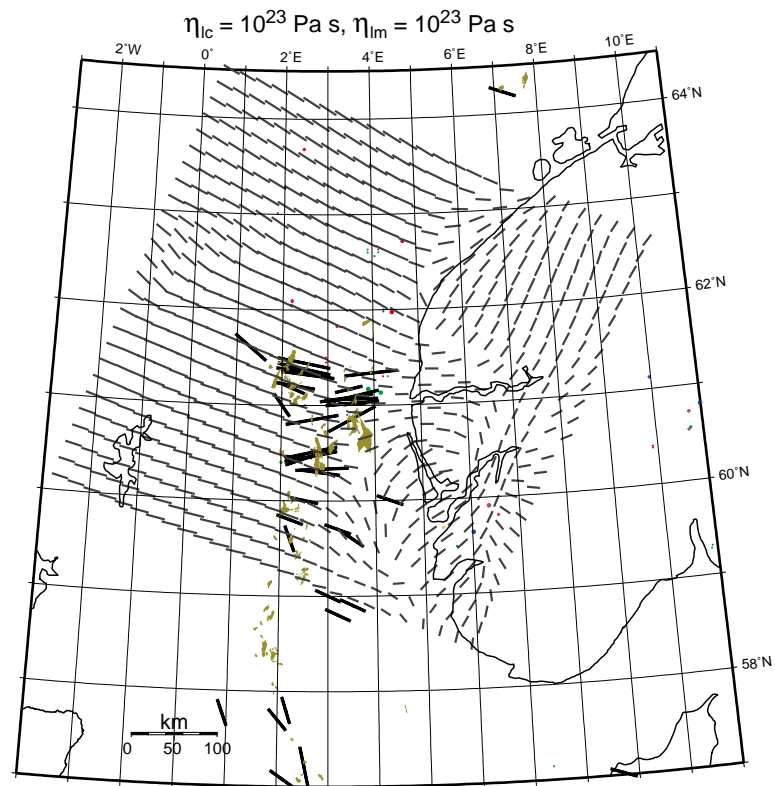 η_lc = 10^23 Pa s, η_lm = 10^23 Pa s
2˚W 0˚ 2˚E 4˚E 6˚E 8˚E 10˚E
64˚N
62˚N
60˚N
58˚N
km
0 50 100